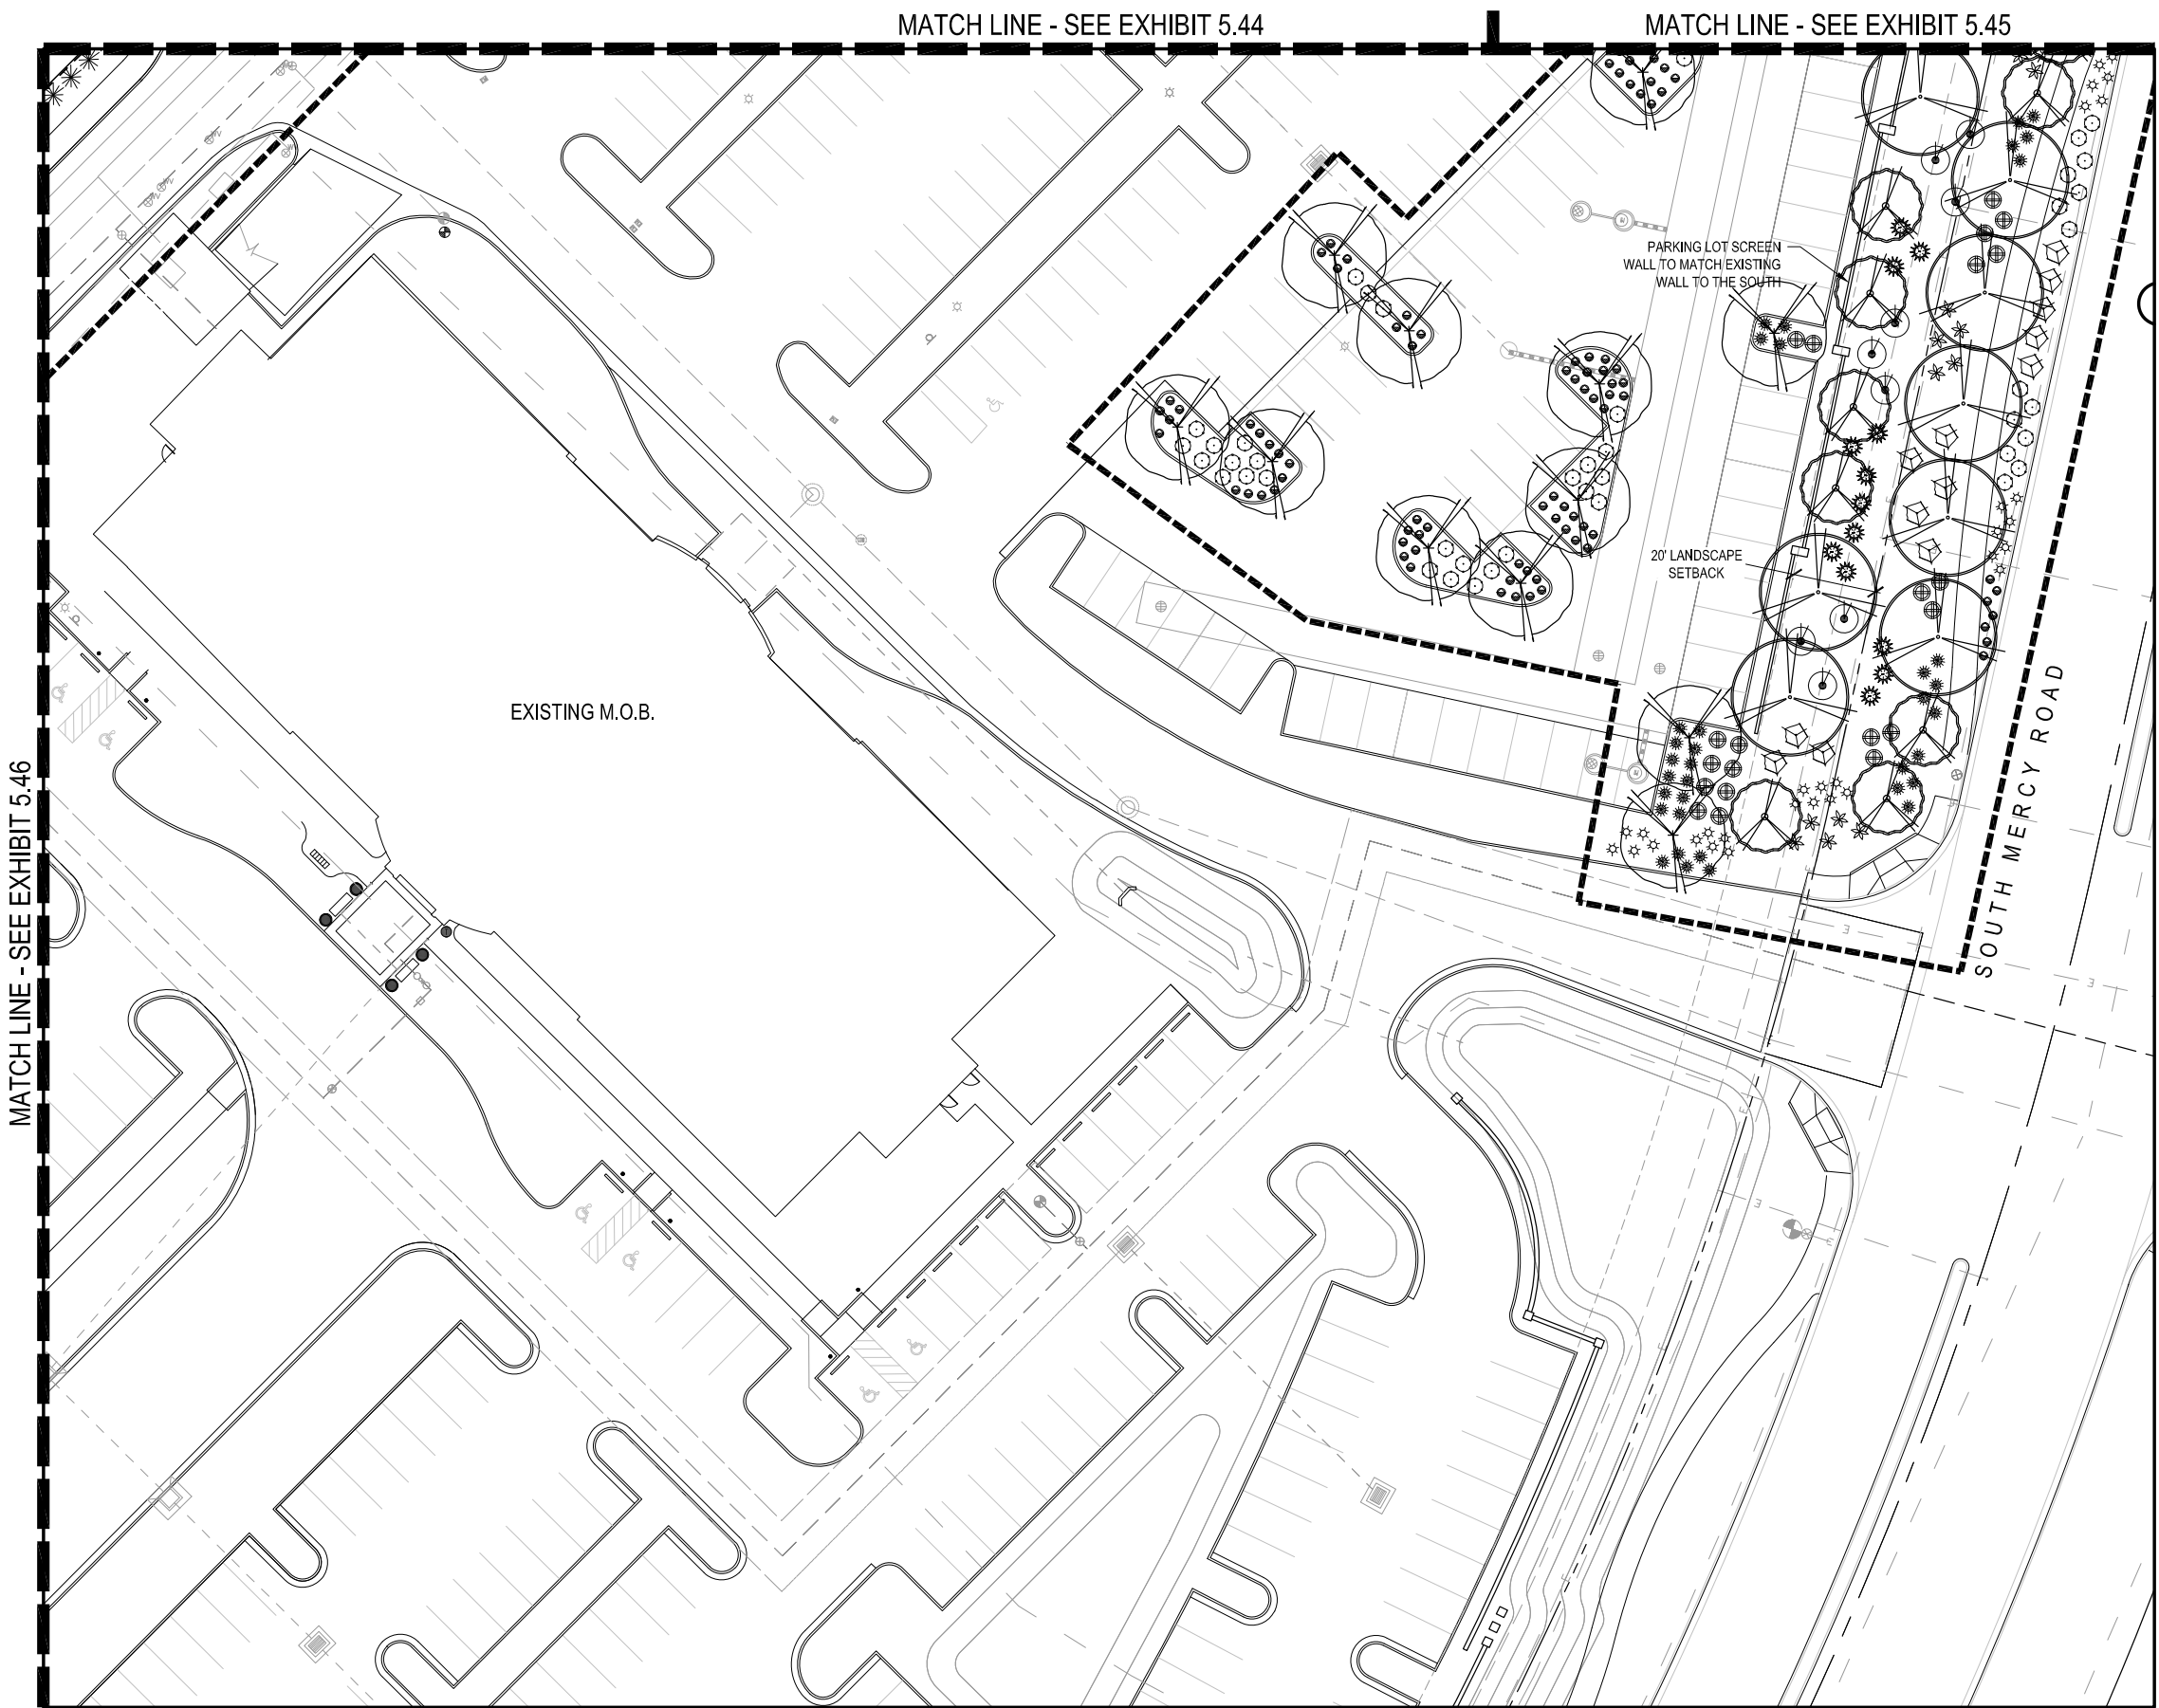 MATCH LINE - SEE EXHIBIT 5.44
MATCH LINE - SEE EXHIBIT 5.45
PARKING LOT SCREEN
WALL TO MATCH EXISTING
WALL TO THE SOUTH
20' LANDSCAPE
SETBACK
EXISTING M.O.B.
SOUTH MERCY ROAD
MATCH LINE - SEE EXHIBIT 5.46